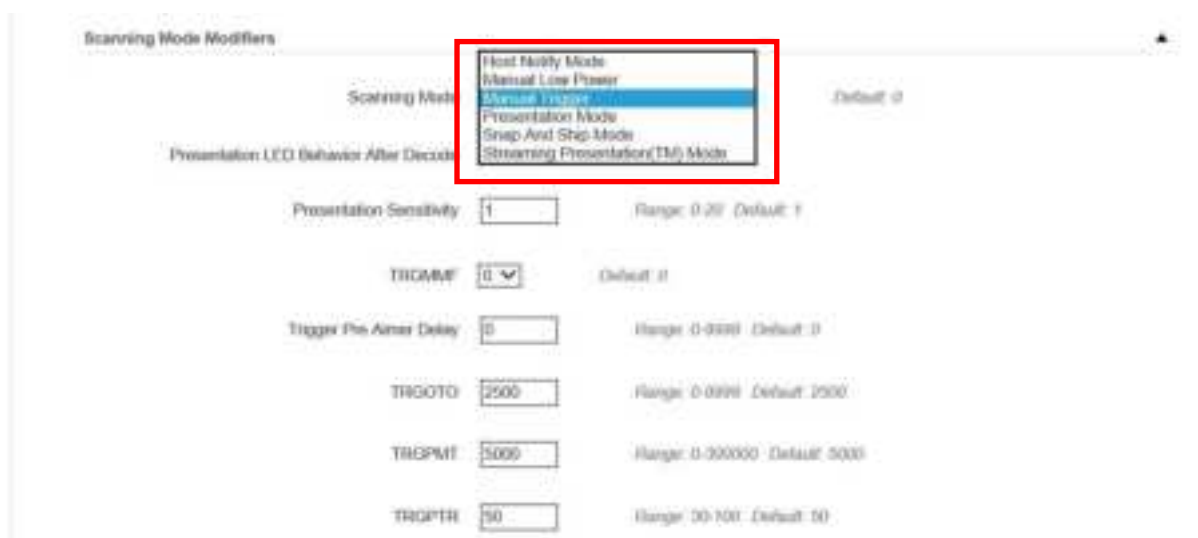 Scanning Mode Modifiers
Host Notify Mode
Manual Low Power
Scanning Mode Manual Trigger Default: 0
Presentation Mode
Snap And Ship Mode
Presentation LED Behavior After Decode Streaming Presentation(TM) Mode
Presentation Sensitivity 1 Range: 0-20 Default: 1
TRGMMF 0 Default: 0
Trigger Pre Aimer Delay 0 Range: 0-9999 Default: 0
TRGOTO 2500 Range: 0-9999 Default: 2500
TRGPMT 5000 Range: 0-300000 Default: 5000
TRGPTR 50 Range: 30-100 Default: 50